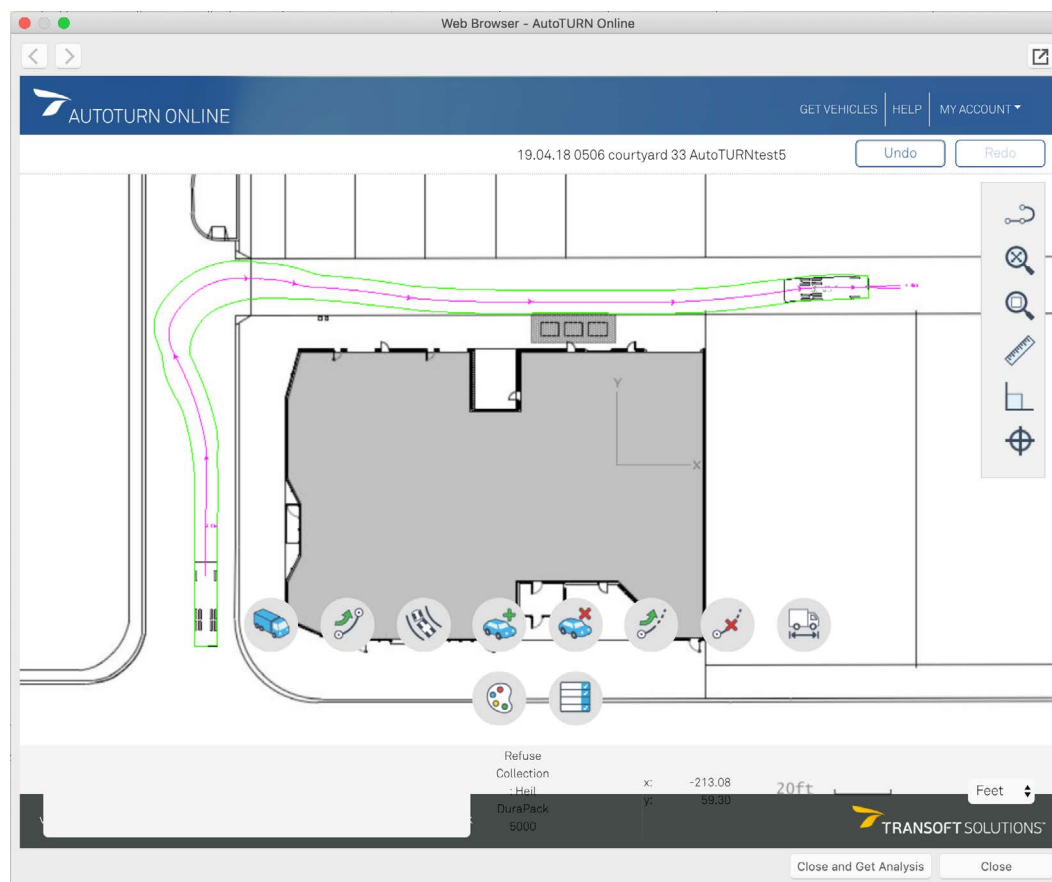 Web Browser - AutoTURN Online
AUTOTURN ONLINE
GET VEHICLES
HELP
MY ACCOUNT
19.04.18 0506 courtyard 33 AutoTURNtest5
Undo
Redo
Y
X
Refuse
Collection
: Heil
DuraPack
5000
x: -213.08
y: 59.30
20ft
Feet
TRANSOFT SOLUTIONS
Close and Get Analysis
Close